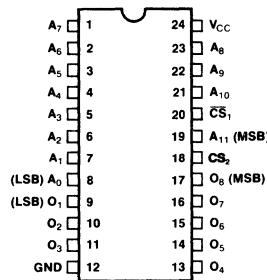 A7 1 24 VCC
A6 2 23 A8
A5 3 22 A9
A4 4 21 A10
A3 5 20 C̅S̅1
A2 6 19 A11 (MSB)
A1 7 18 CS2
(LSB) A0 8 17 O8 (MSB)
(LSB) O1 9 16 O7
O2 10 15 O6
O3 11 14 O5
GND 12 13 O4